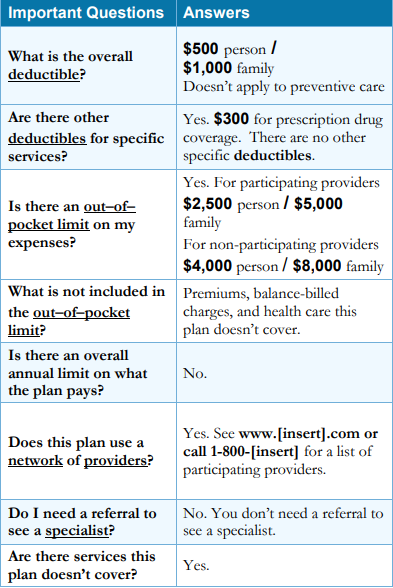 Important Questions
Answers
What is the overall
deductible?
$500 person /
$1,000 family
Doesn't apply to preventive care
Are there other
deductibles for specific
services?
Yes. $300 for prescription drug
coverage. There are no other
specific deductibles.
Is there an out–of–
pocket limit on my
expenses?
Yes. For participating providers
$2,500 person / $5,000
family
For non-participating providers
$4,000 person / $8,000 family
What is not included in
the out–of–pocket
limit?
Premiums, balance-billed
charges, and health care this
plan doesn't cover.
Is there an overall
annual limit on what
the plan pays?
No.
Does this plan use a
network of providers?
Yes. See www.[insert].com or
call 1-800-[insert] for a list of
participating providers.
Do I need a referral to
see a specialist?
No. You don't need a referral to
see a specialist.
Are there services this
plan doesn't cover?
Yes.